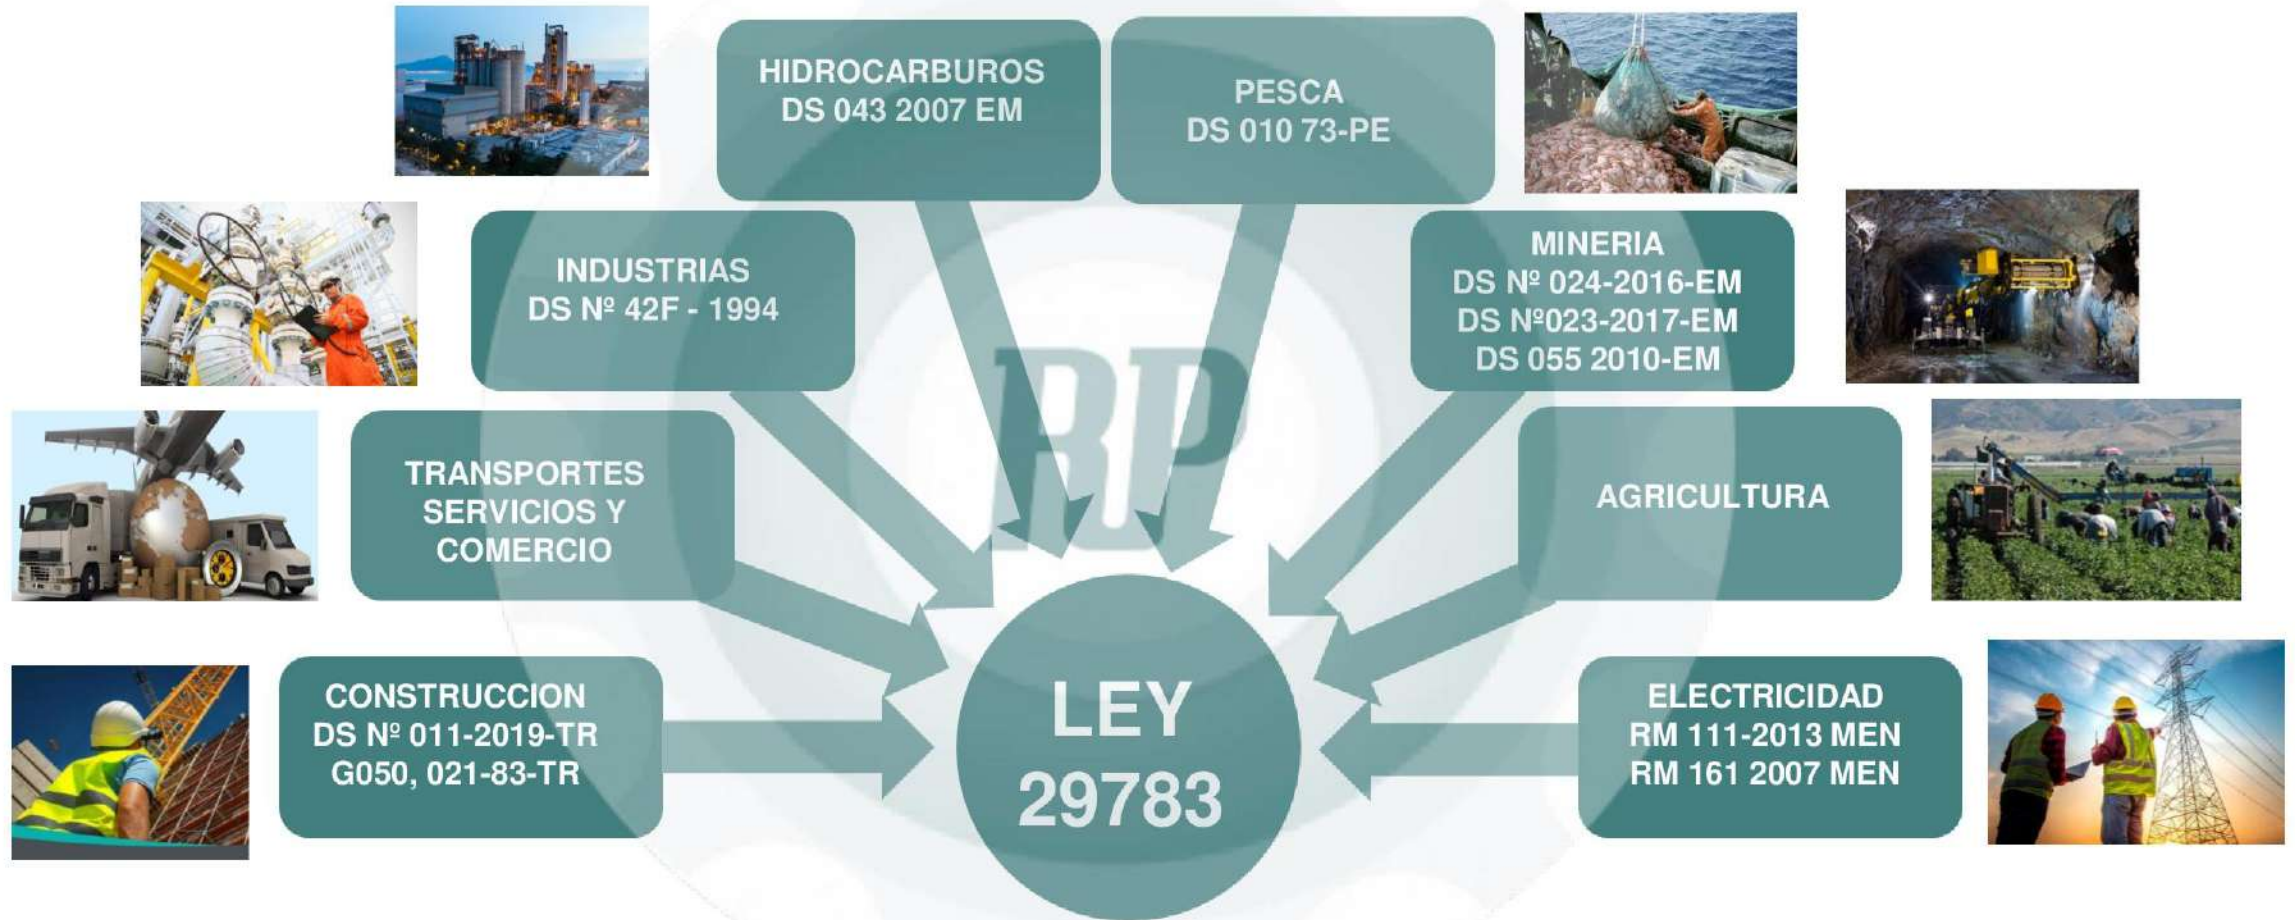 HIDROCARBUROS
DS 043 2007 EM
PESCA
DS 010 73-PE
INDUSTRIAS
DS Nº 42F - 1994
MINERIA
DS Nº 024-2016-EM
DS Nº023-2017-EM
DS 055 2010-EM
TRANSPORTES
SERVICIOS Y
COMERCIO
AGRICULTURA
CONSTRUCCION
DS Nº 011-2019-TR
G050, 021-83-TR
ELECTRICIDAD
RM 111-2013 MEN
RM 161 2007 MEN
RP
LEY
29783